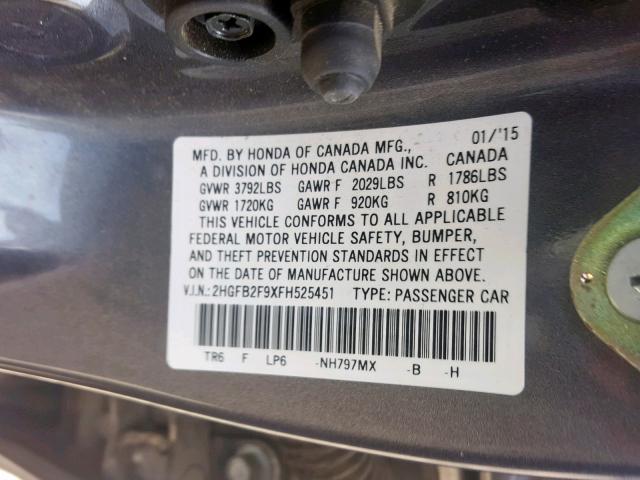 01/'15
MFD. BY HONDA OF CANADA MFG.,
A DIVISION OF HONDA CANADA INC. CANADA
GVWR 3792LBS GAWR F 2029LBS R 1786LBS
GVWR 1720KG GAWR F 920KG R 810KG
THIS VEHICLE CONFORMS TO ALL APPLICABLE
FEDERAL MOTOR VEHICLE SAFETY, BUMPER,
AND THEFT PREVENTION STANDARDS IN EFFECT
ON THE DATE OF MANUFACTURE SHOWN ABOVE.
V.I.N.: 2HGFB2F9XFH525451 TYPE: PASSENGER CAR
TR6 F LP6 -NH797MX -B -H